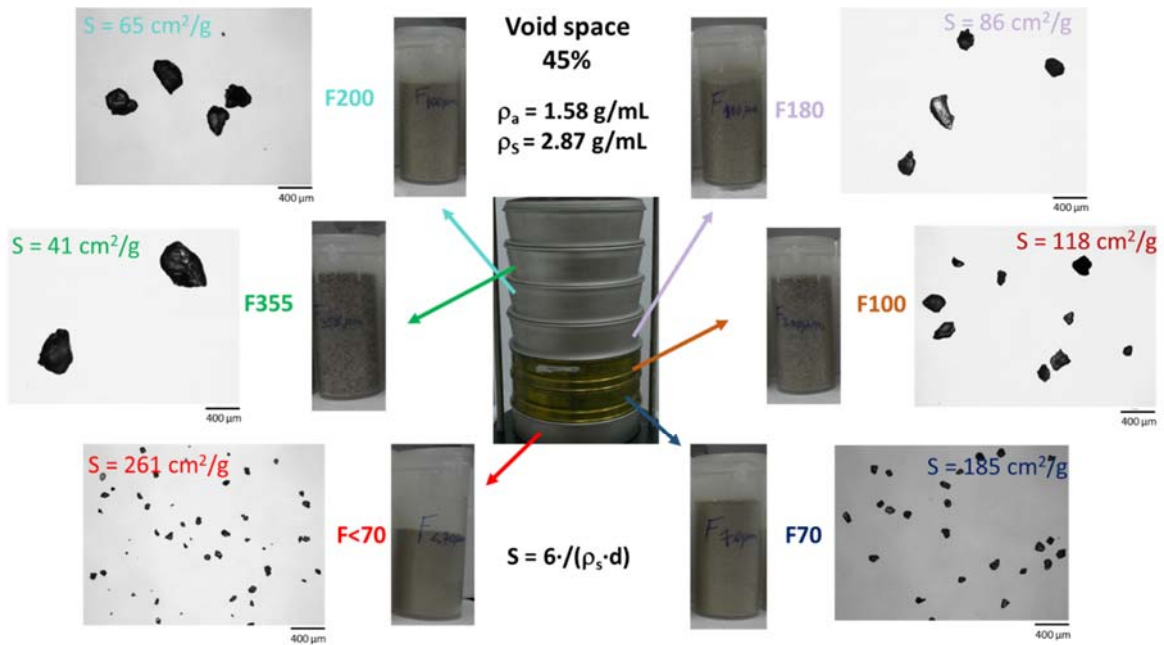 S = 65 cm²/g
F200
Void space
45%
ρₐ = 1.58 g/mL
ρₛ = 2.87 g/mL
S = 86 cm²/g
F180
400 µm
400 µm
S = 41 cm²/g
F355
400 µm
S = 118 cm²/g
F100
400 µm
S = 261 cm²/g
F<70
400 µm
S = 6·/(ρₛ·d)
S = 185 cm²/g
F70
400 µm